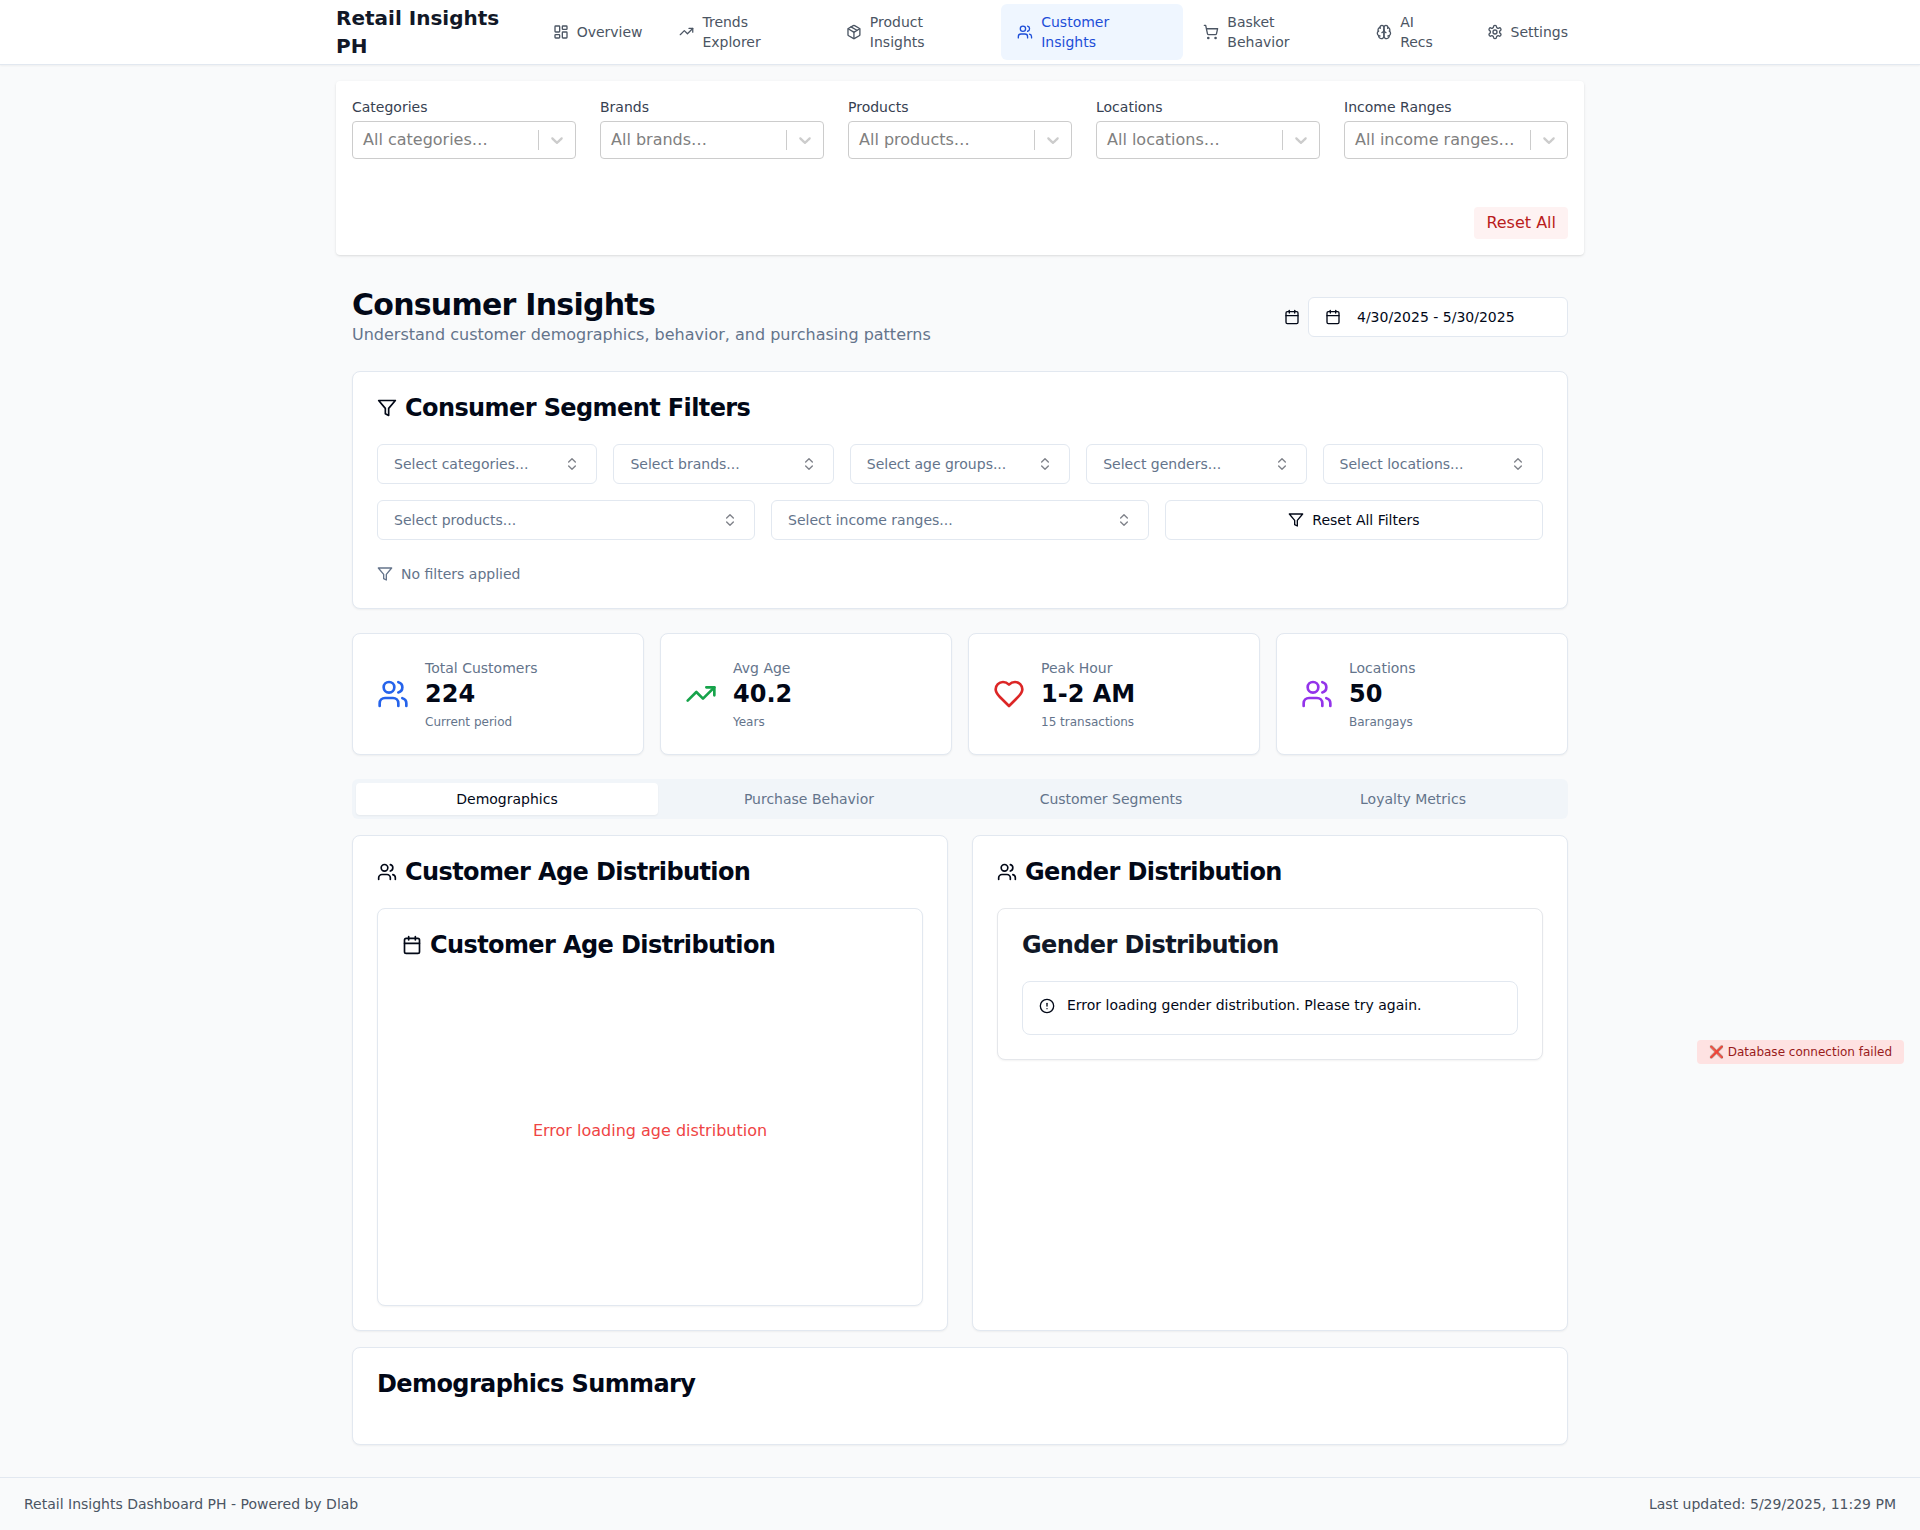 Retail Insights
PH
Overview
Trends
Explorer
Product
Insights
Customer
Insights
Basket
Behavior
AI
Recs
Settings
Categories
Brands
Products
Locations
Income Ranges
All categories...
All brands...
All products...
All locations...
All income ranges...
Reset All
Consumer Insights
Understand customer demographics, behavior, and purchasing patterns
4/30/2025 - 5/30/2025
Consumer Segment Filters
Select categories...
Select brands...
Select age groups...
Select genders...
Select locations...
Select products...
Select income ranges...
Reset All Filters
No filters applied
Total Customers
224
Current period
Avg Age
40.2
Years
Peak Hour
1-2 AM
15 transactions
Locations
50
Barangays
Demographics
Purchase Behavior
Customer Segments
Loyalty Metrics
Customer Age Distribution
Customer Age Distribution
Error loading age distribution
Gender Distribution
Gender Distribution
Error loading gender distribution. Please try again.
❌ Database connection failed
Demographics Summary
Retail Insights Dashboard PH - Powered by Dlab
Last updated: 5/29/2025, 11:29 PM